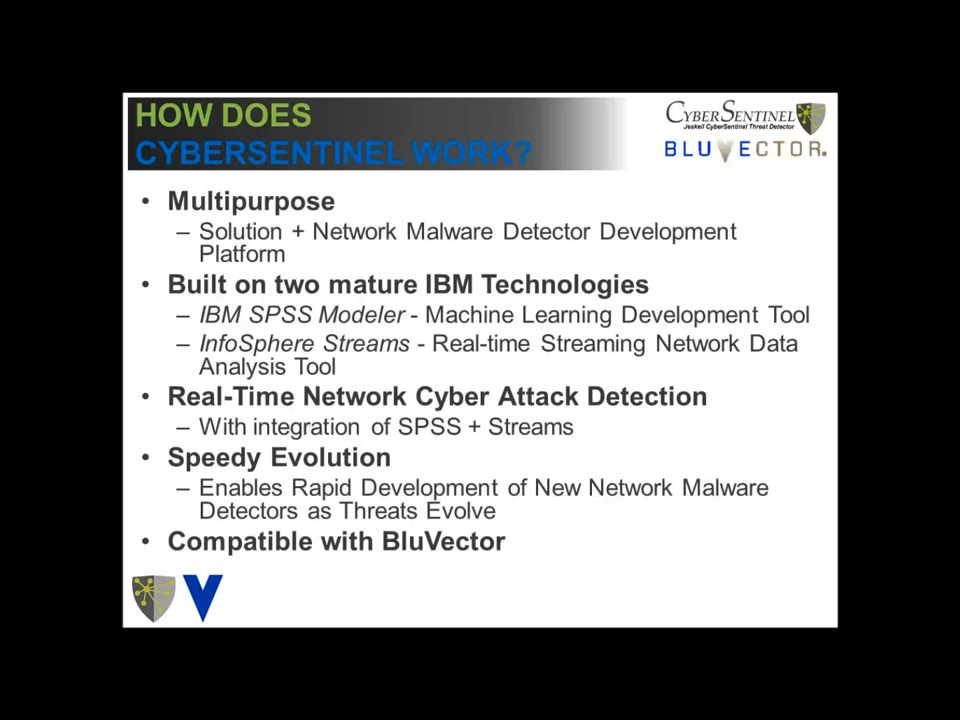 HOW DOES
CYBERSENTINEL WORK?
CYBERSENTINEL
Jaskell CyberSentinel Threat Detector
BLUVECTOR.
• Multipurpose
– Solution + Network Malware Detector Development
Platform
• Built on two mature IBM Technologies
– IBM SPSS Modeler - Machine Learning Development Tool
– InfoSphere Streams - Real-time Streaming Network Data
Analysis Tool
• Real-Time Network Cyber Attack Detection
– With integration of SPSS + Streams
• Speedy Evolution
– Enables Rapid Development of New Network Malware
Detectors as Threats Evolve
• Compatible with BluVector
V